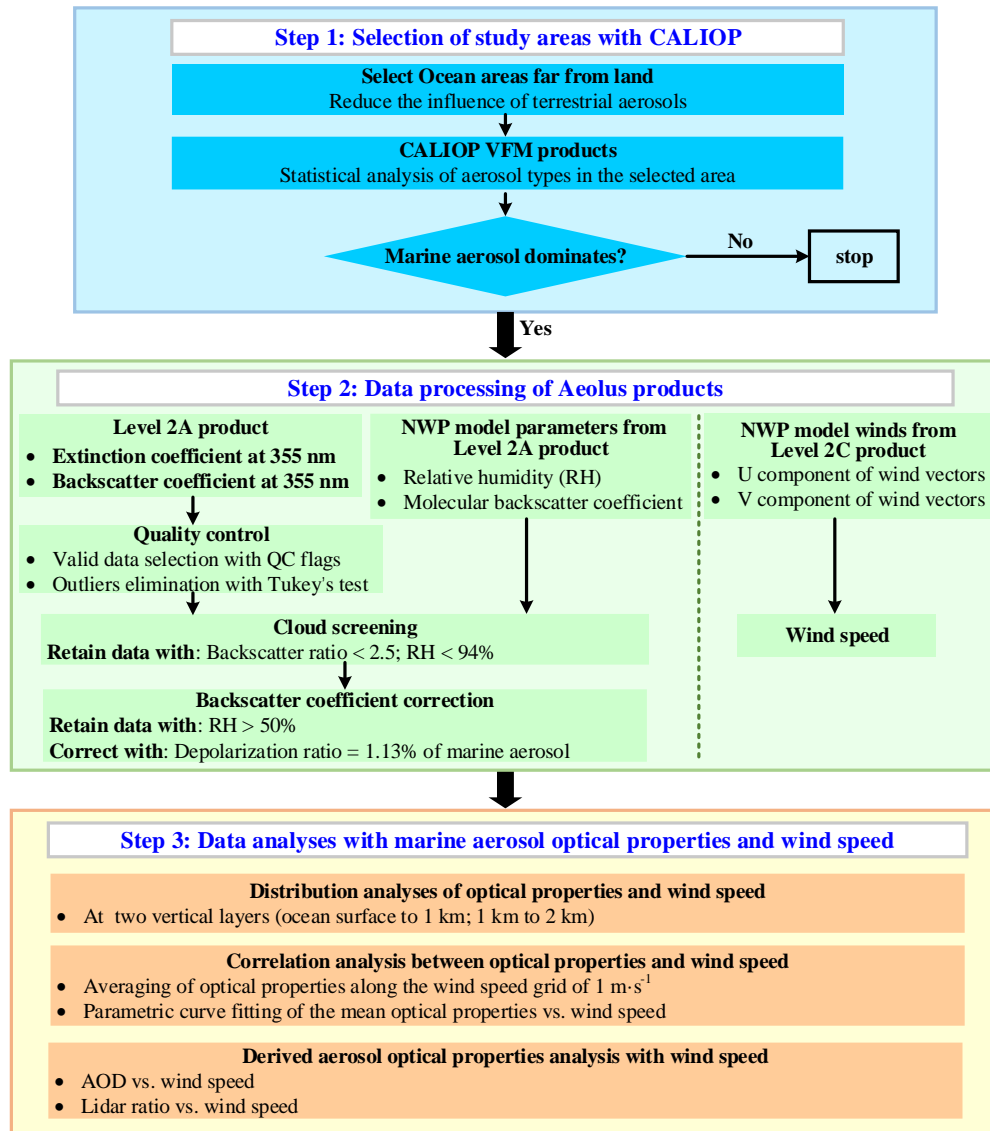 Step 1: Selection of study areas with CALIOP
Select Ocean areas far from land
Reduce the influence of terrestrial aerosols
CALIOP VFM products
Statistical analysis of aerosol types in the selected area
Marine aerosol dominates?
No
stop
Yes
Step 2: Data processing of Aeolus products
Level 2A product
• Extinction coefficient at 355 nm
• Backscatter coefficient at 355 nm
Quality control
• Valid data selection with QC flags
• Outliers elimination with Tukey's test
NWP model parameters from
Level 2A product
• Relative humidity (RH)
• Molecular backscatter coefficient
Cloud screening
Retain data with: Backscatter ratio < 2.5; RH < 94%
Backscatter coefficient correction
Retain data with: RH > 50%
Correct with: Depolarization ratio = 1.13% of marine aerosol
NWP model winds from
Level 2C product
• U component of wind vectors
• V component of wind vectors
Wind speed
Step 3: Data analyses with marine aerosol optical properties and wind speed
Distribution analyses of optical properties and wind speed
• At two vertical layers (ocean surface to 1 km; 1 km to 2 km)
Correlation analysis between optical properties and wind speed
• Averaging of optical properties along the wind speed grid of 1 m·s⁻¹
• Parametric curve fitting of the mean optical properties vs. wind speed
Derived aerosol optical properties analysis with wind speed
• AOD vs. wind speed
• Lidar ratio vs. wind speed